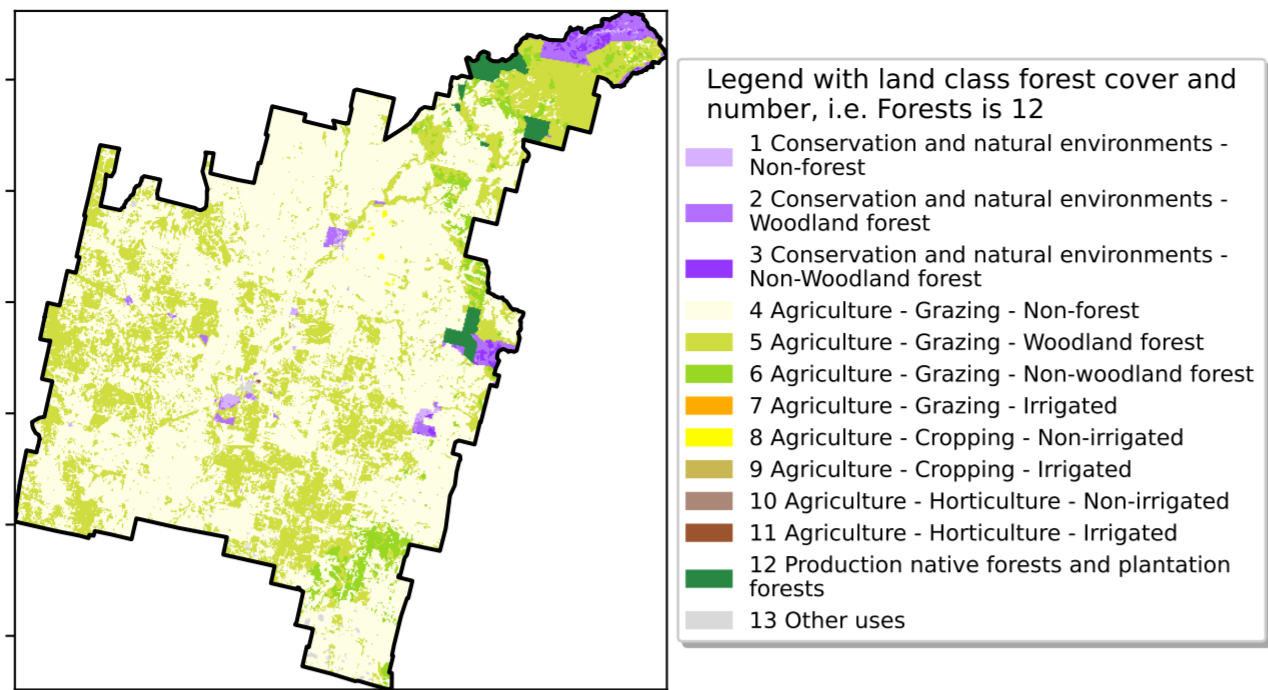 Legend with land class forest cover and
number, i.e. Forests is 12
1 Conservation and natural environments -
Non-forest
2 Conservation and natural environments -
Woodland forest
3 Conservation and natural environments -
Non-Woodland forest
4 Agriculture - Grazing - Non-forest
5 Agriculture - Grazing - Woodland forest
6 Agriculture - Grazing - Non-woodland forest
7 Agriculture - Grazing - Irrigated
8 Agriculture - Cropping - Non-irrigated
9 Agriculture - Cropping - Irrigated
10 Agriculture - Horticulture - Non-irrigated
11 Agriculture - Horticulture - Irrigated
12 Production native forests and plantation
forests
13 Other uses